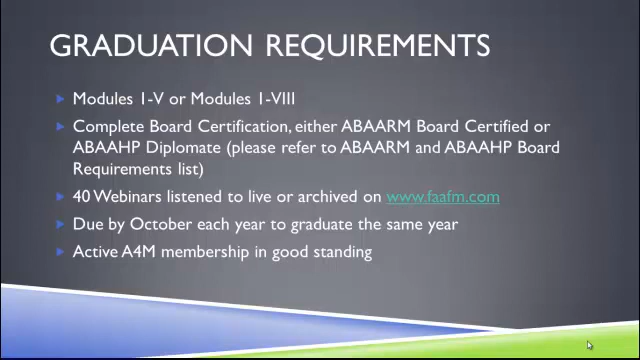 GRADUATION REQUIREMENTS
Modules 1-V or Modules 1-VIII
Complete Board Certification, either ABAARM Board Certified or
ABAAHP Diplomate (please refer to ABAARM and ABAAHP Board
Requirements list)
40 Webinars listened to live or archived on www.faafm.com
Due by October each year to graduate the same year
Active A4M membership in good standing